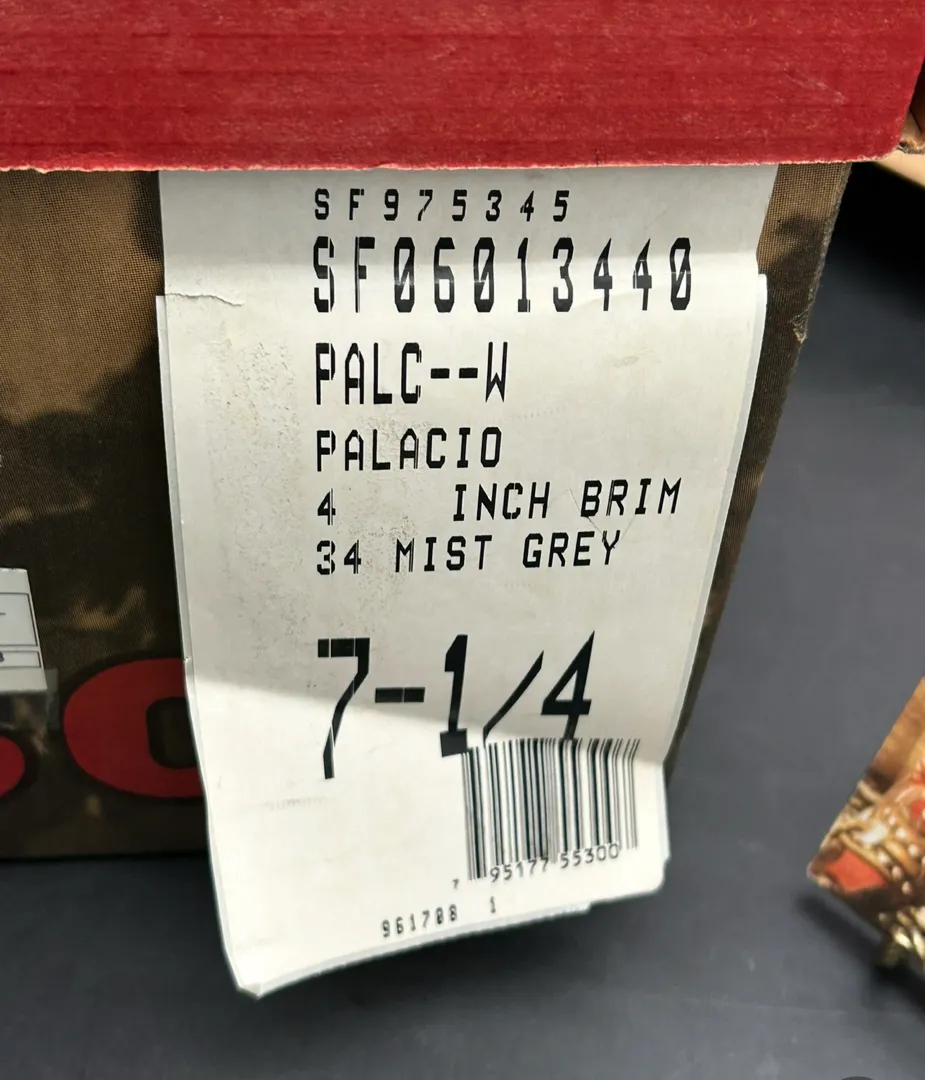 SF975345
SF06013440
PALC--W
PALACIO
4 INCH BRIM
34 MIST GREY
7-1/4
7 95177 55300
961708 1